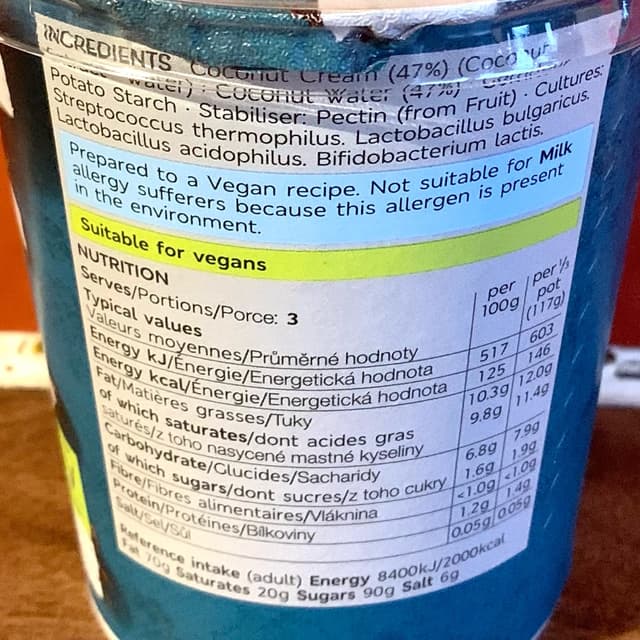 INGREDIENTS Coconut Cream (47%) (Coconut
Water) · Coconut Water (47%) ·
Potato Starch · Stabiliser: Pectin (from Fruit) · Cultures:
Streptococcus thermophilus. Lactobacillus bulgaricus.
Lactobacillus acidophilus. Bifidobacterium lactis.
Prepared to a Vegan recipe. Not suitable for Milk
allergy sufferers because this allergen is present
in the environment.
Suitable for vegans
NUTRITION
Serves/Portions/Porce: 3
Typical values per 100g per ⅓ pot (117g)
Valeurs moyennes/Průměrné hodnoty
Energy kJ/Énergie/Energetická hodnota 517 603
Energy kcal/Énergie/Energetická hodnota 125 146
Fat/Matières grasses/Tuky 10.3g 12.0g
of which saturates/dont acides gras 9.8g 11.4g
saturés/z toho nasycené mastné kyseliny
Carbohydrate/Glucides/Sacharidy 6.8g 7.9g
of which sugars/dont sucres/z toho cukry 1.6g 1.9g
Fibre/Fibres alimentaires/Vláknina <1.0g <1.0g
Protein/Protéines/Bílkoviny 1.2g 1.4g
Salt/Sel/Sůl 0.05g 0.05g
Reference intake (adult) Energy 8400kJ/2000kcal
Fat 70g Saturates 20g Sugars 90g Salt 6g